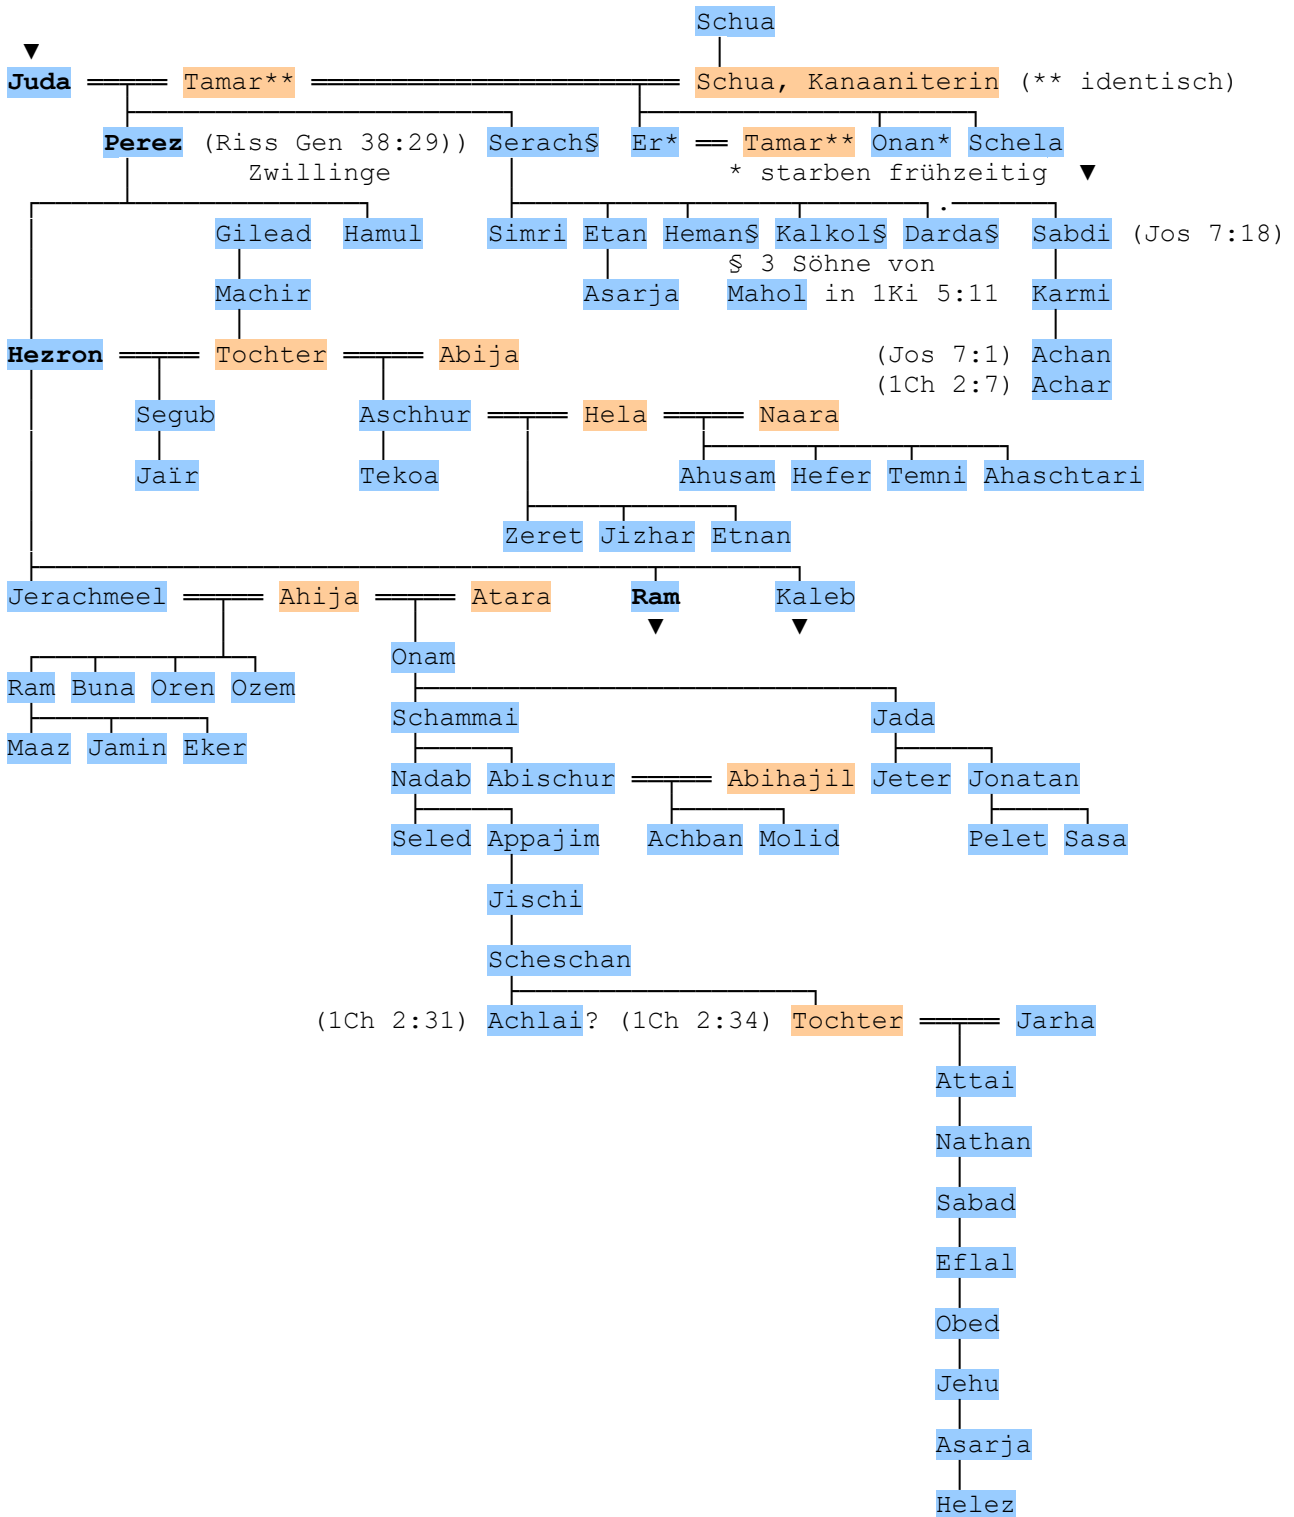 Schua
▼
Juda Tamar** Schua, Kanaaniterin (** identisch)
Perez (Riss Gen 38:29)) Serach§ Er* Tamar** Onan* Schela
Zwillinge * starben frühzeitig ▼
Gilead Hamul Simri Etan Heman§ Kalkol§ Darda§ Sabdi (Jos 7:18)
§ 3 Söhne von
Machir Asarja Mahol in 1Ki 5:11 Karmi
Hezron Tochter Abija (Jos 7:1) Achan
(1Ch 2:7) Achar
Segub Aschhur Hela Naara
Jaïr Tekoa Ahusam Hefer Temni Ahaschtari
Zeret Jizhar Etnan
Jerachmeel Ahija Atara Ram Kaleb
▼ ▼
Onam
Ram Buna Oren Ozem
Schammai Jada
Maaz Jamin Eker
Nadab Abischur Abihajil Jeter Jonatan
Seled Appajim Achban Molid Pelet Sasa
Jischi
Scheschan
(1Ch 2:31) Achlai? (1Ch 2:34) Tochter Jarha
Attai
Nathan
Sabad
Eflal
Obed
Jehu
Asarja
Helez